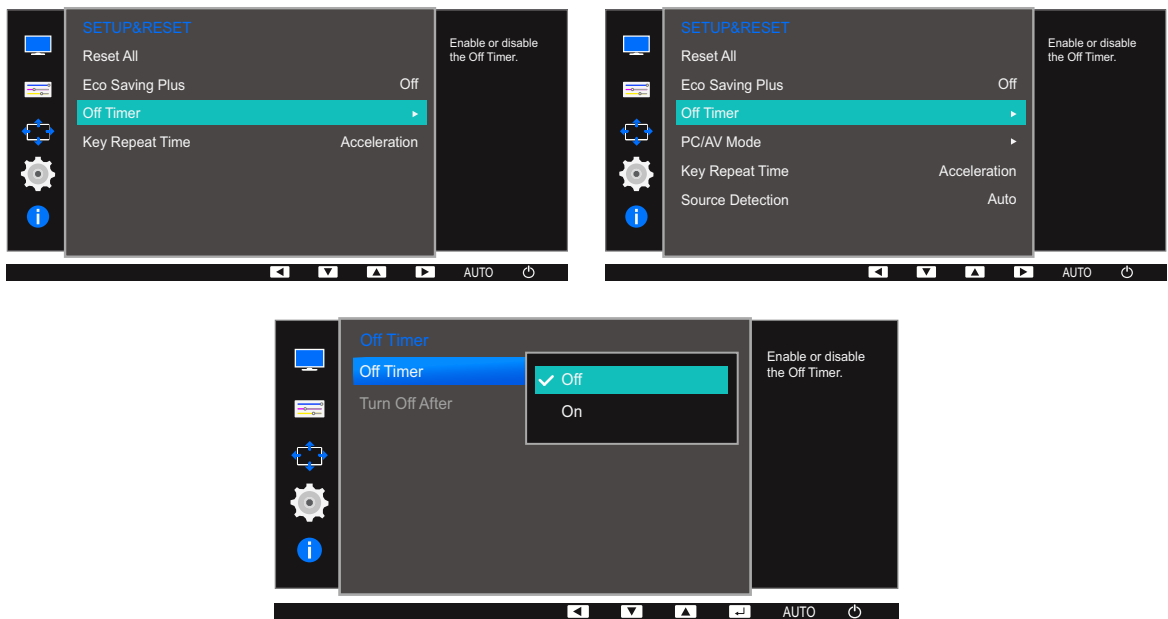 SETUP&RESET
Reset All
Eco Saving Plus Off
Off Timer
Key Repeat Time Acceleration
Enable or disable
the Off Timer.
AUTO
SETUP&RESET
Reset All
Eco Saving Plus Off
Off Timer
PC/AV Mode
Key Repeat Time Acceleration
Source Detection Auto
Enable or disable
the Off Timer.
AUTO
Off Timer
Off Timer
Turn Off After
Off
On
Enable or disable
the Off Timer.
AUTO